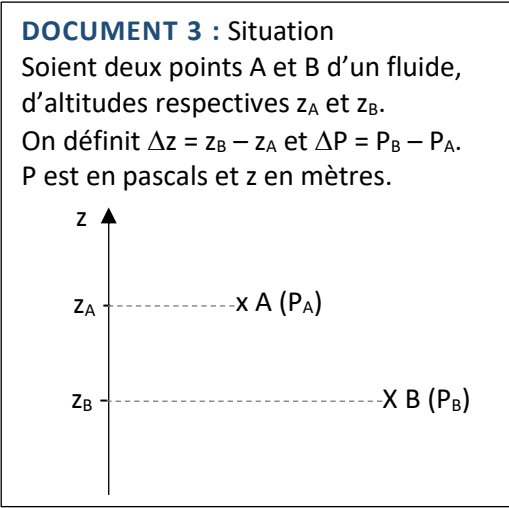 DOCUMENT 3 : Situation
Soient deux points A et B d’un fluide,
d’altitudes respectives zA et zB.
On définit Δz = zB – zA et ΔP = PB – PA.
P est en pascals et z en mètres.
z
zA x A (PA)
zB X B (PB)